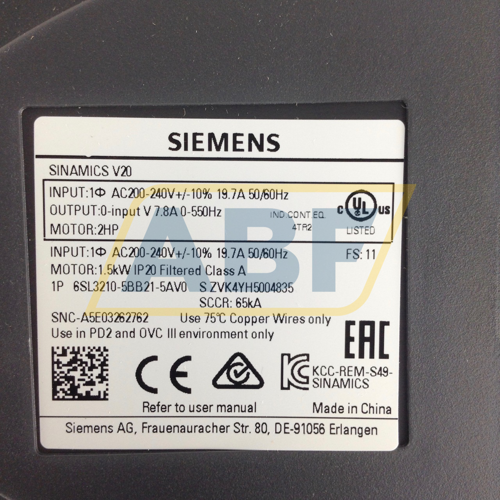 SIEMENS
SINAMICS V20
INPUT:1Φ AC200-240V+/-10% 19.7A 50/60Hz
OUTPUT:0-input V 7.8A 0-550Hz
IND.CONT.EQ.
4TR2
MOTOR:2HP
C UL US
LISTED
INPUT:1Φ AC200-240V+/-10% 19.7A 50/60Hz
FS: 11
MOTOR:1.5kW IP20 Filtered Class A
1P 6SL3210-5BB21-5AV0 S ZVK4YH5004835
SCCR: 65kA
SNC-A5E03262762 Use 75℃ Copper Wires only
Use in PD2 and OVC III environment only
EAC
CE
KCC-REM-S49-
SINAMICS
Refer to user manual
Made in China
Siemens AG, Frauenauracher Str. 80, DE-91056 Erlangen
ABF